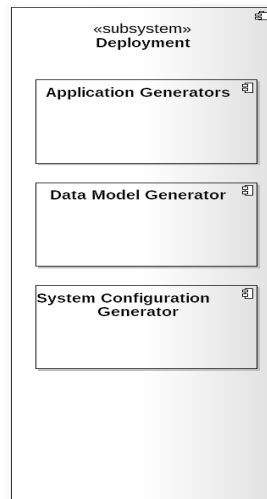 «subsystem»
Deployment
Application Generators
Data Model Generator
System Configuration
Generator